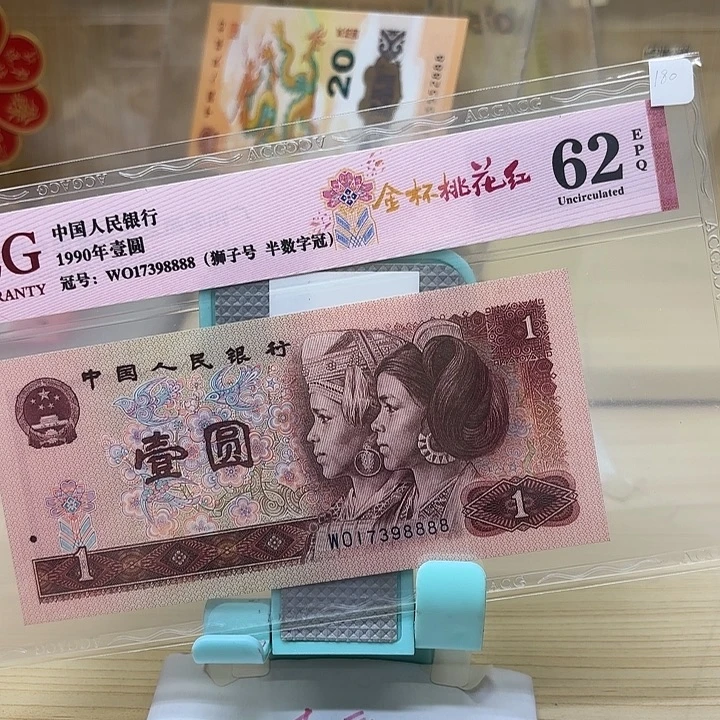 20
180
ACGACG
ACGACG
中国人民银行
1990年壹圆
冠号：WO17398888（狮子号 半数字冠）
RANTY
金杯桃花红
62
EPQ
Uncirculated
中国人民银行
壹圆
1
1
1
WO17398888